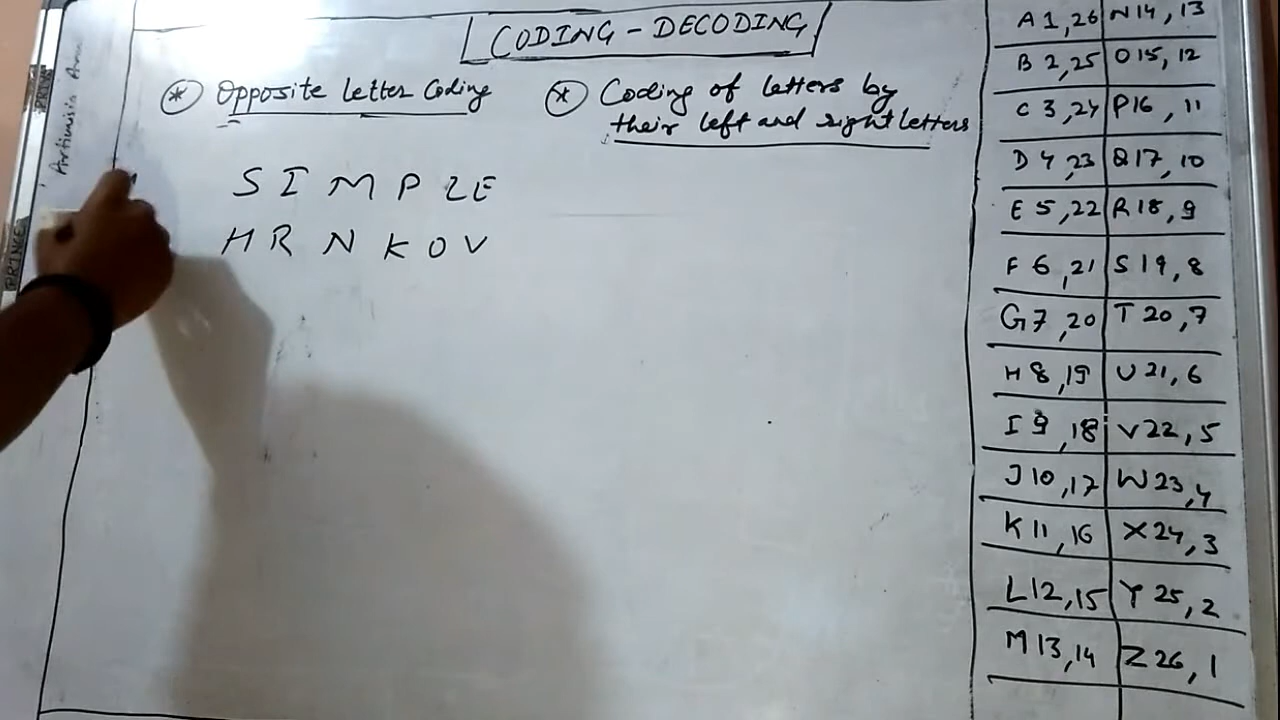 CODING - DECODING
* Opposite Letter Coding
* Coding of letters by
their left and right letters
S I M P L E
H R N K O V
A 1, 26 N 14, 13
B 2, 25 O 15, 12
C 3, 24 P 16, 11
D 4, 23 Q 17, 10
E 5, 22 R 18, 9
F 6, 21 S 19, 8
G 7, 20 T 20, 7
H 8, 19 U 21, 6
I 9, 18 V 22, 5
J 10, 17 W 23, 4
K 11, 16 X 24, 3
L 12, 15 Y 25, 2
M 13, 14 Z 26, 1
PRINCE
PRINCE